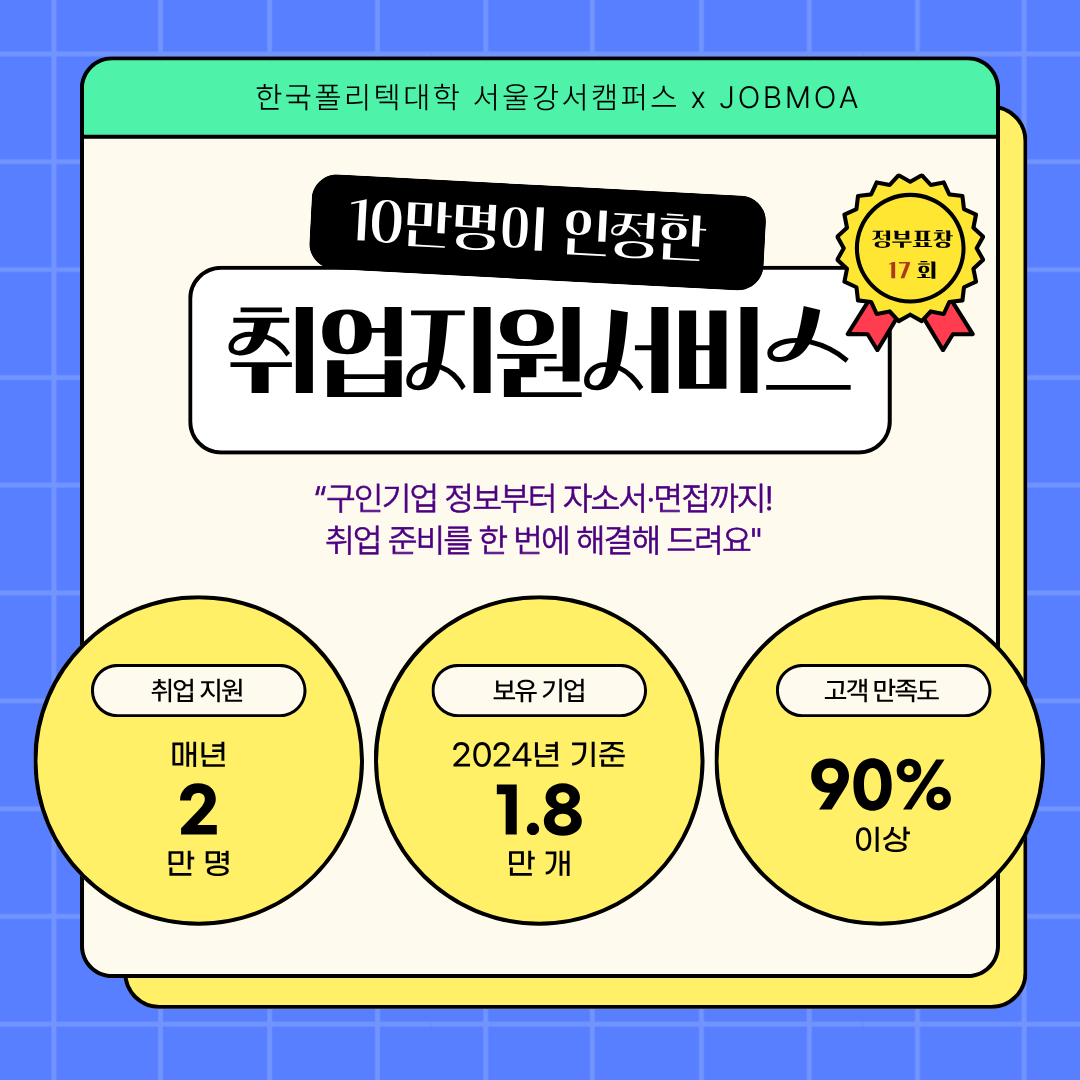 한국폴리텍대학 서울강서캠퍼스 x JOBMOA
10만명이 인정한
정부표창
17 회
취업지원서비스
“구인기업 정보부터 자소서·면접까지!
취업 준비를 한 번에 해결해 드려요"
취업 지원
매년
2
만 명
보유 기업
2024년 기준
1.8
만 개
고객 만족도
90%
이상